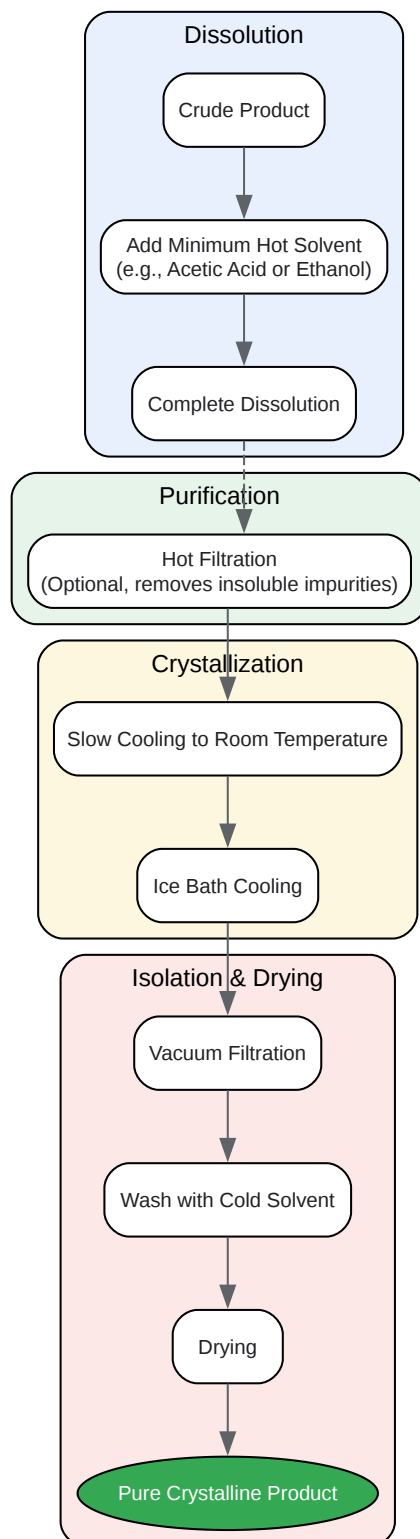 Dissolution
Crude Product
Add Minimum Hot Solvent
(e.g., Acetic Acid or Ethanol)
Complete Dissolution
Purification
Hot Filtration
(Optional, removes insoluble impurities)
Crystallization
Slow Cooling to Room Temperature
Ice Bath Cooling
Isolation & Drying
Vacuum Filtration
Wash with Cold Solvent
Drying
Pure Crystalline Product